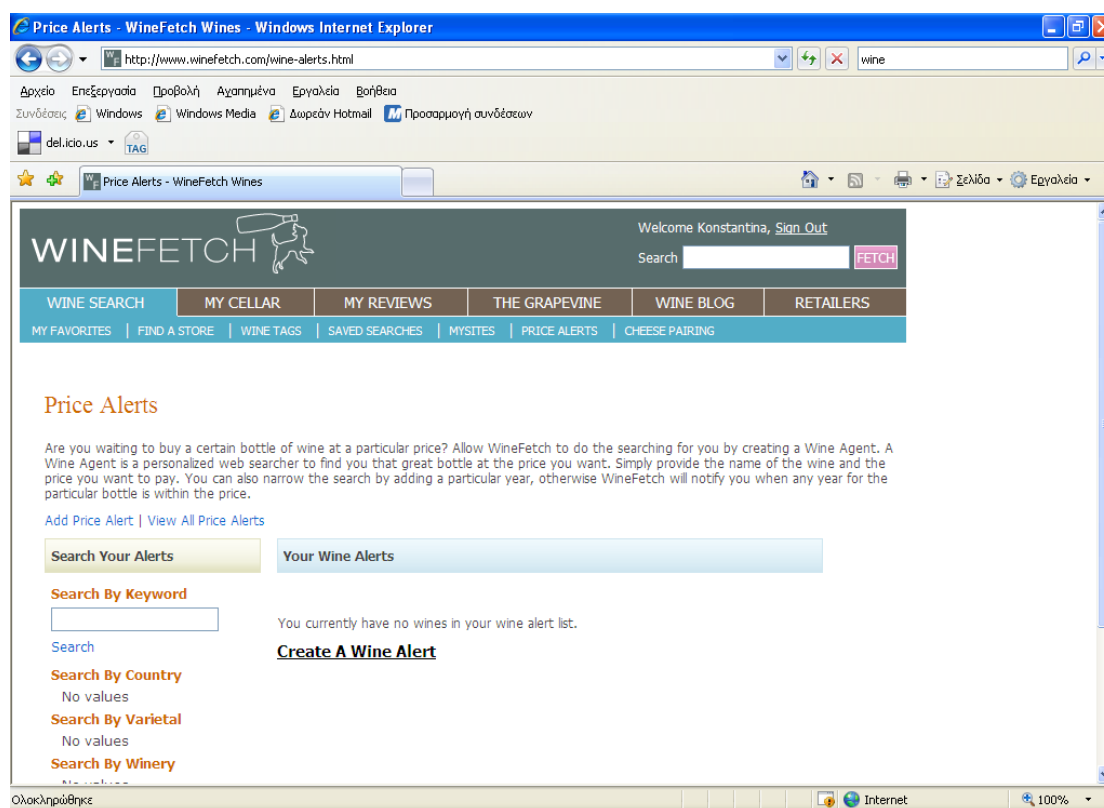 Price Alerts - WineFetch Wines - Windows Internet Explorer
http://www.winefetch.com/wine-alerts.html wine
Αρχείο Επεξεργασία Προβολή Αγαπημένα Εργαλεία Βοήθεια
Συνδέσεις Windows Windows Media Δωρεάν Hotmail Προσαρμογή συνδέσεων
del.icio.us TAG
Price Alerts - WineFetch Wines Σελίδα Εργαλεία
WINEFETCH
Welcome Konstantina, Sign Out
Search FETCH
WINE SEARCH MY CELLAR MY REVIEWS THE GRAPEVINE WINE BLOG RETAILERS
MY FAVORITES | FIND A STORE | WINE TAGS | SAVED SEARCHES | MYSITES | PRICE ALERTS | CHEESE PAIRING
Price Alerts
Are you waiting to buy a certain bottle of wine at a particular price? Allow WineFetch to do the searching for you by creating a Wine Agent. A
Wine Agent is a personalized web searcher to find you that great bottle at the price you want. Simply provide the name of the wine and the
price you want to pay. You can also narrow the search by adding a particular year, otherwise WineFetch will notify you when any year for the
particular bottle is within the price.
Add Price Alert | View All Price Alerts
Search Your Alerts
Your Wine Alerts
Search By Keyword
You currently have no wines in your wine alert list.
Search
Create A Wine Alert
Search By Country
No values
Search By Varietal
No values
Search By Winery
Ολοκληρώθηκε Internet 100%